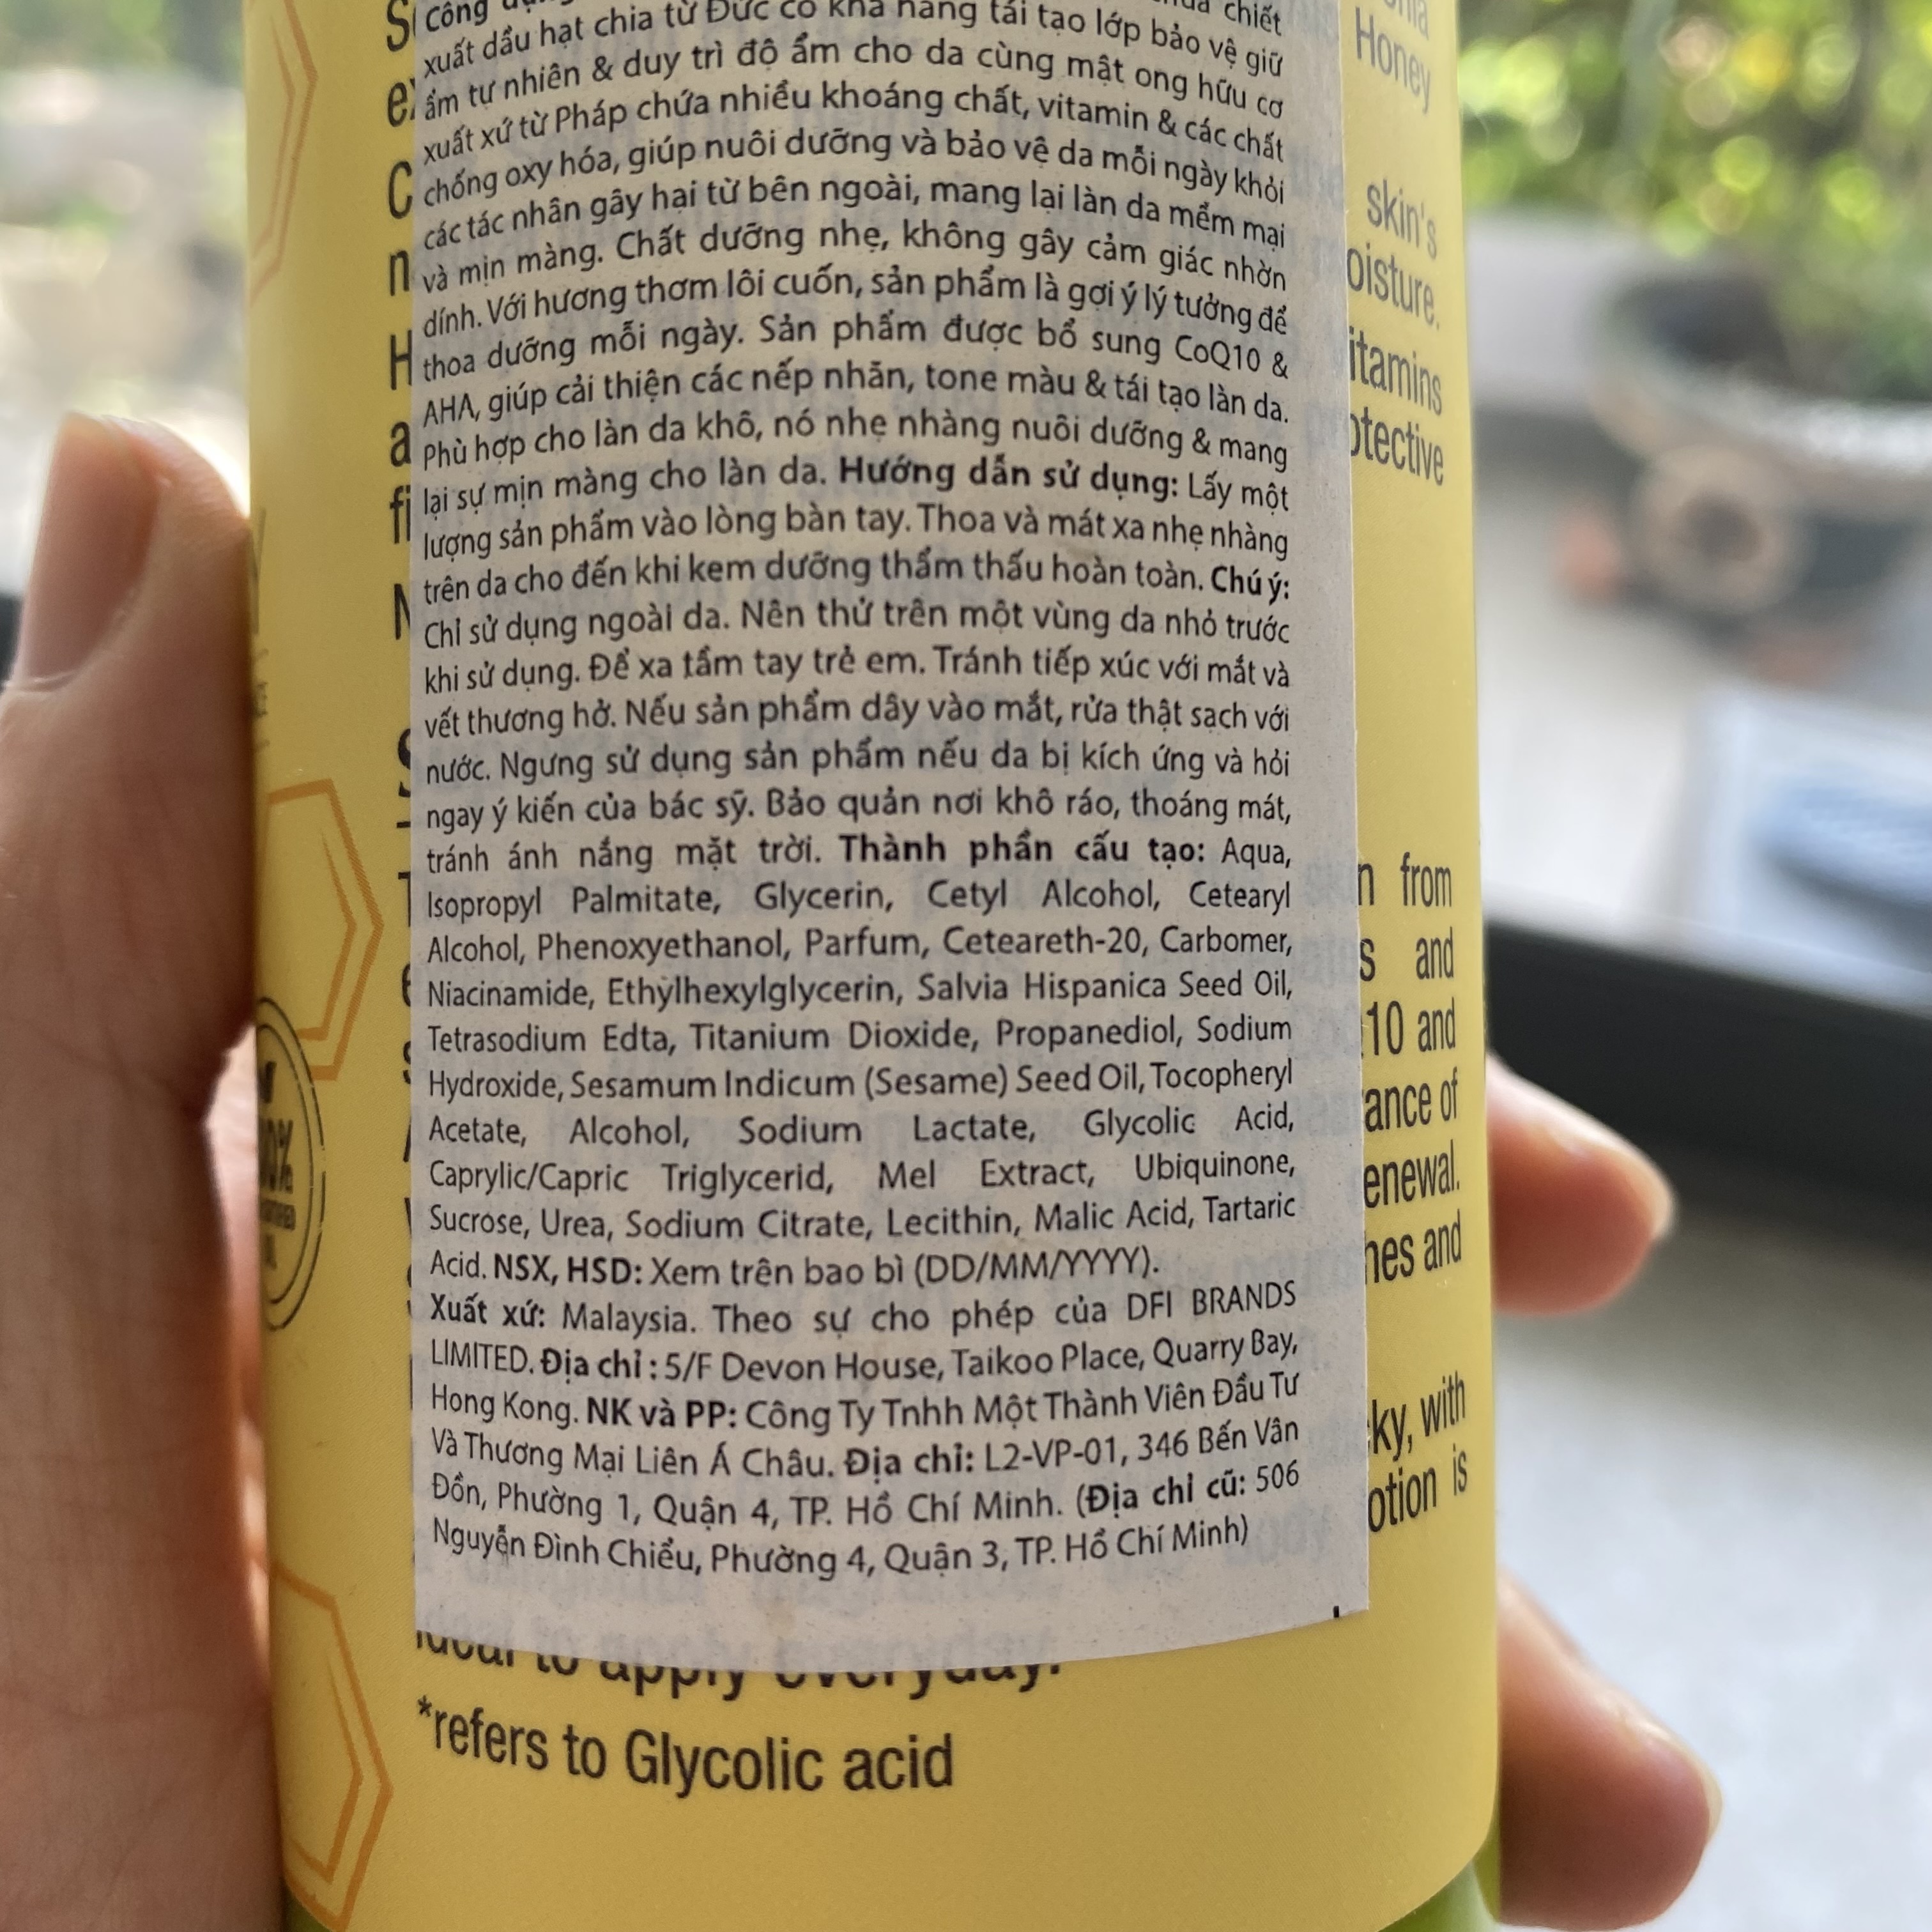 Công
chiết
xuất dầu hạt chia từ Đức có khả năng tái tạo lớp bảo vệ giữ
ẩm tự nhiên & duy trì độ ẩm cho da cùng mật ong hữu cơ
xuất xứ từ Pháp chứa nhiều khoáng chất, vitamin & các chất
chống oxy hóa, giúp nuôi dưỡng và bảo vệ da mỗi ngày khỏi
các tác nhân gây hại từ bên ngoài, mang lại làn da mềm mại
và mịn màng. Chất dưỡng nhẹ, không gây cảm giác nhờn
dính. Với hương thơm lôi cuốn, sản phẩm là gợi ý lý tưởng để
thoa dưỡng mỗi ngày. Sản phẩm được bổ sung CoQ10 &
AHA, giúp cải thiện các nếp nhăn, tone màu & tái tạo làn da.
Phù hợp cho làn da khô, nó nhẹ nhàng nuôi dưỡng & mang
lại sự mịn màng cho làn da. Hướng dẫn sử dụng: Lấy một
lượng sản phẩm vào lòng bàn tay. Thoa và mát xa nhẹ nhàng
trên da cho đến khi kem dưỡng thẩm thấu hoàn toàn. Chú ý:
Chỉ sử dụng ngoài da. Nên thử trên một vùng da nhỏ trước
khi sử dụng. Để xa tầm tay trẻ em. Tránh tiếp xúc với mắt và
vết thương hở. Nếu sản phẩm dây vào mắt, rửa thật sạch với
nước. Ngưng sử dụng sản phẩm nếu da bị kích ứng và hỏi
ngay ý kiến của bác sỹ. Bảo quản nơi khô ráo, thoáng mát,
tránh ánh nắng mặt trời. Thành phần cấu tạo: Aqua,
Isopropyl Palmitate, Glycerin, Cetyl Alcohol, Cetearyl
Alcohol, Phenoxyethanol, Parfum, Ceteareth-20, Carbomer,
Niacinamide, Ethylhexylglycerin, Salvia Hispanica Seed Oil,
Tetrasodium Edta, Titanium Dioxide, Propanediol, Sodium
Hydroxide, Sesamum Indicum (Sesame) Seed Oil, Tocopheryl
Acetate, Alcohol, Sodium Lactate, Glycolic Acid,
Caprylic/Capric Triglycerid, Mel Extract, Ubiquinone,
Sucrose, Urea, Sodium Citrate, Lecithin, Malic Acid, Tartaric
Acid. NSX, HSD: Xem trên bao bì (DD/MM/YYYY).
Xuất xứ: Malaysia. Theo sự cho phép của DFI BRANDS
LIMITED. Địa chỉ : 5/F Devon House, Taikoo Place, Quarry Bay,
Hong Kong. NK và PP: Công Ty Tnhh Một Thành Viên Đầu Tư
Và Thương Mại Liên Á Châu. Địa chỉ: L2-VP-01, 346 Bến Vân
Đồn, Phường 1, Quận 4, TP. Hồ Chí Minh. (Địa chỉ cũ: 506
Nguyễn Đình Chiểu, Phường 4, Quận 3, TP. Hồ Chí Minh)
to apply everyday.
*refers to Glycolic acid
Honey
skin's
oisture.
itamins
otective
from
and
10 and
ance of
enewal.
nes and
ky, with
otion is